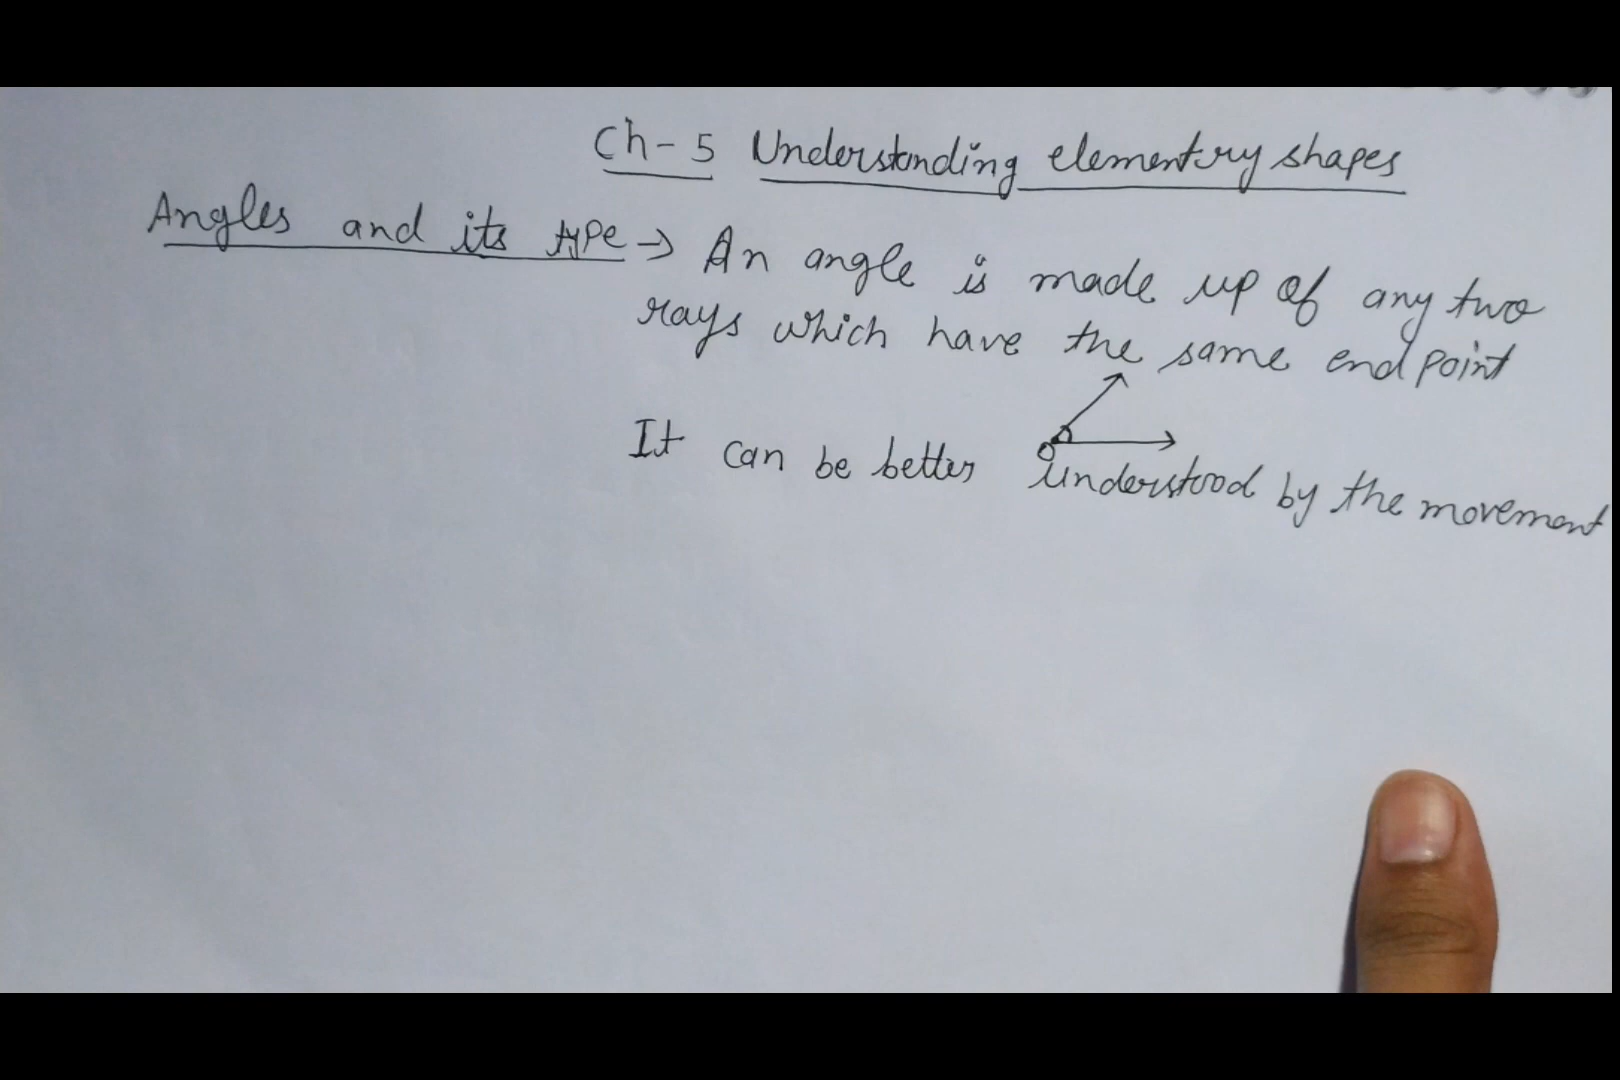 Ch - 5 Understanding elementry shapes
Angles and its type → An angle is made up of any two
rays which have the same end point
O
It can be better understood by the movement